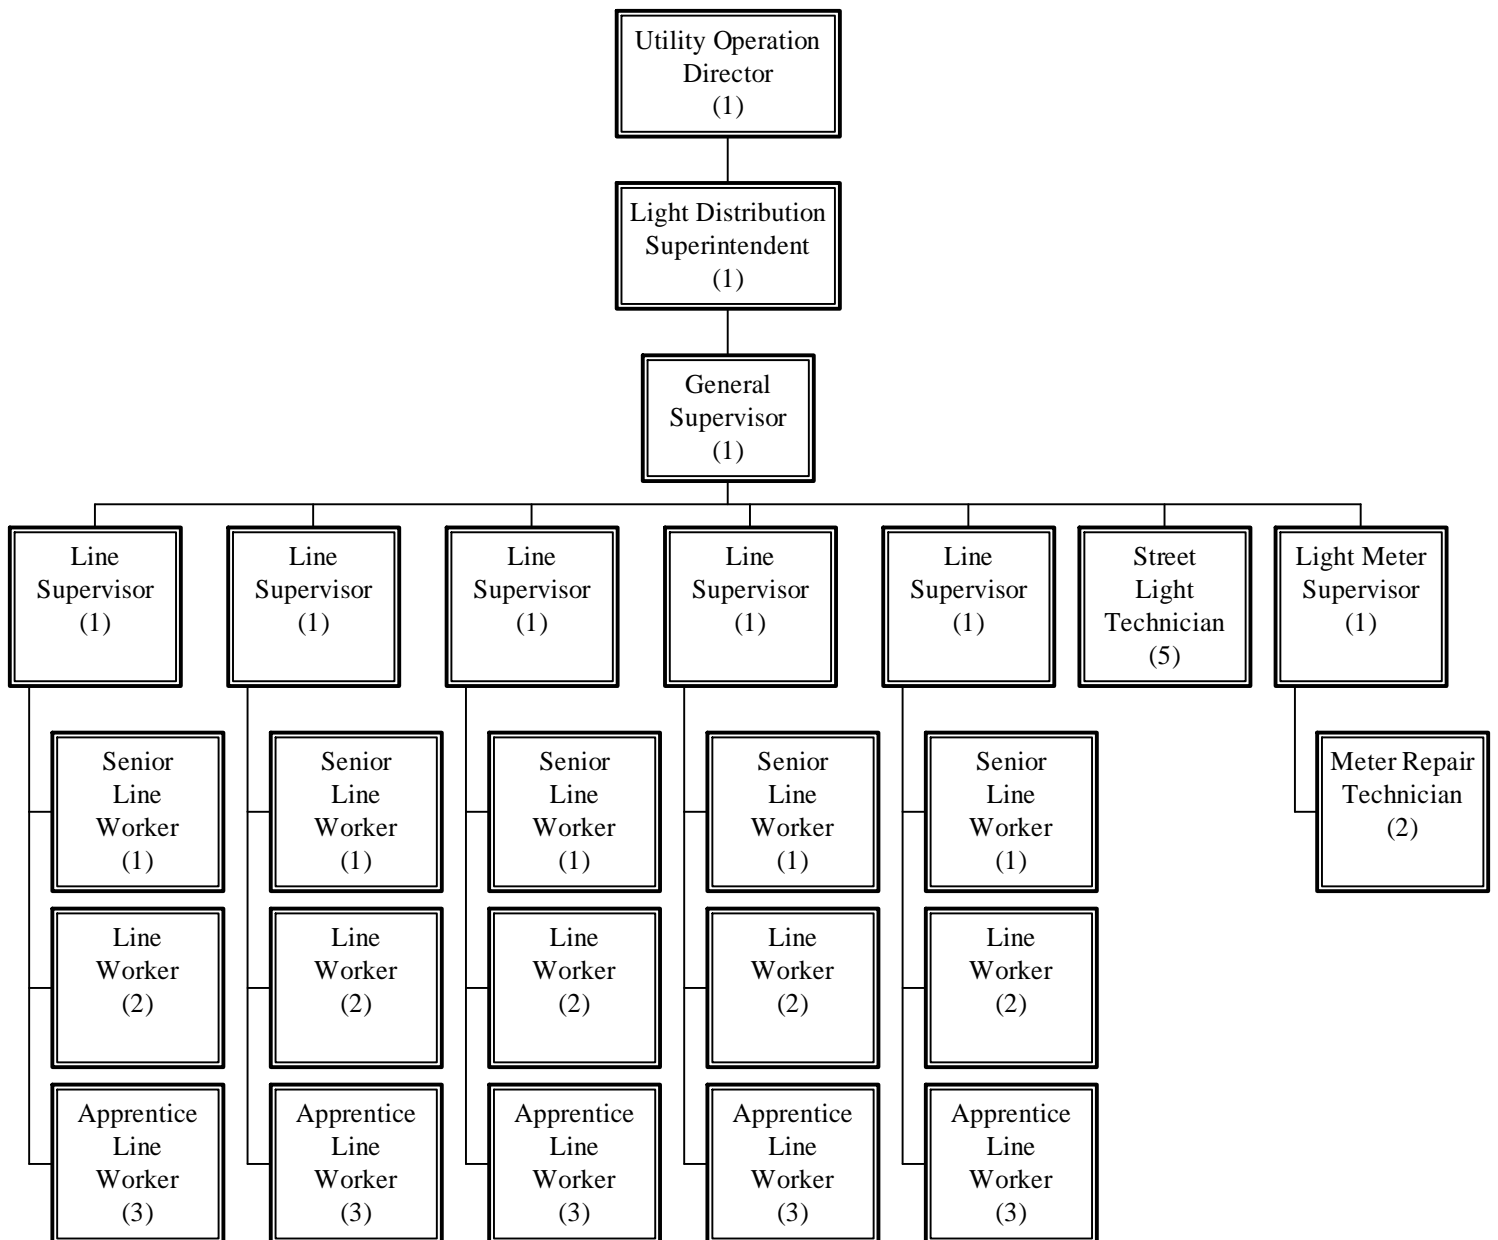 Utility Operation
Director
(1)
Light Distribution
Superintendent
(1)
General
Supervisor
(1)
Line
Supervisor
(1)
Line
Supervisor
(1)
Line
Supervisor
(1)
Line
Supervisor
(1)
Line
Supervisor
(1)
Street
Light
Technician
(5)
Light Meter
Supervisor
(1)
Senior
Line
Worker
(1)
Senior
Line
Worker
(1)
Senior
Line
Worker
(1)
Senior
Line
Worker
(1)
Senior
Line
Worker
(1)
Meter Repair
Technician
(2)
Line
Worker
(2)
Line
Worker
(2)
Line
Worker
(2)
Line
Worker
(2)
Line
Worker
(2)
Apprentice
Line
Worker
(3)
Apprentice
Line
Worker
(3)
Apprentice
Line
Worker
(3)
Apprentice
Line
Worker
(3)
Apprentice
Line
Worker
(3)